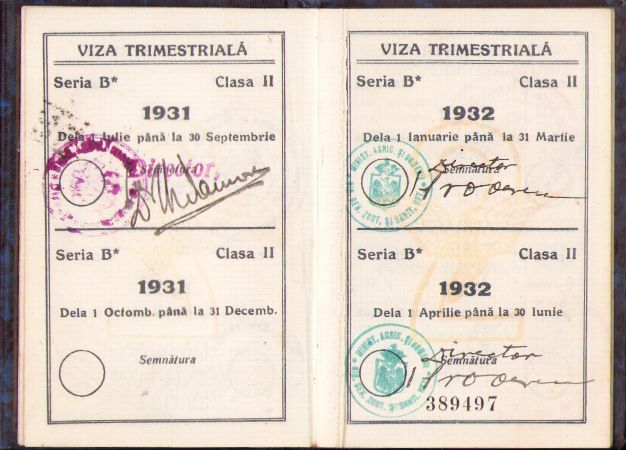 VIZA TRIMESTRIALĂ
Seria B* Clasa II
1931
Dela 1 Iulie până la 30 Septembrie
Semnătura
Director,
Seria B* Clasa II
1931
Dela 1 Octomb. până la 31 Decemb.
Semnătura
VIZA TRIMESTRIALĂ
Seria B* Clasa II
1932
Dela 1 Ianuarie până la 31 Martie
Director
Semnătura
Seria B* Clasa II
1932
Dela 1 Aprilie până la 30 Iunie
Director
Semnătura
389497